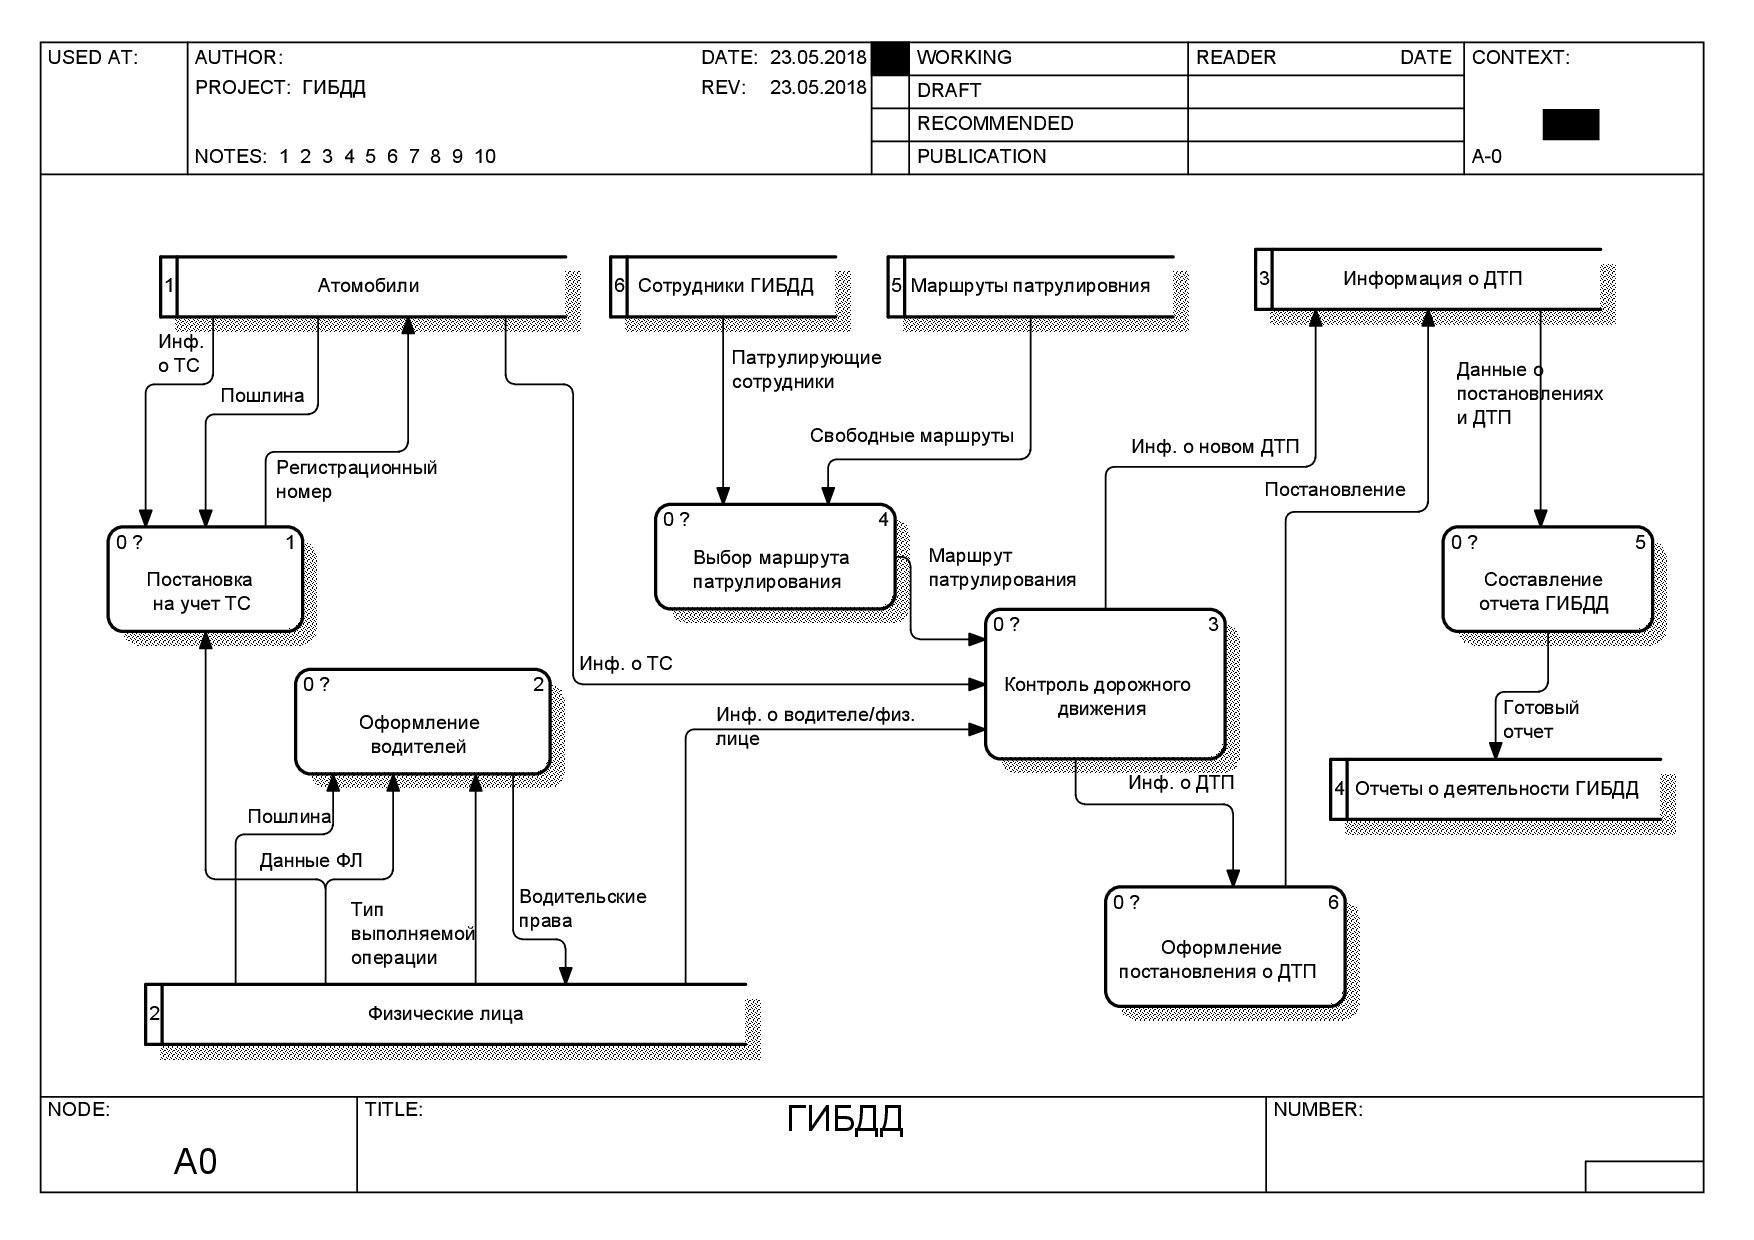 USED AT:
AUTHOR:
DATE: 23.05.2018
PROJECT: ГИБДД
REV: 23.05.2018
NOTES: 1 2 3 4 5 6 7 8 9 10
WORKING
DRAFT
RECOMMENDED
PUBLICATION
READER DATE
CONTEXT:
A-0
1 Атомобили
6 Сотрудники ГИБДД
5 Маршруты патрулировния
3 Информация о ДТП
Инф.
о ТС
Пошлина
Регистрационный
номер
Патрулирующие
сотрудники
Свободные маршруты
Инф. о новом ДТП
Постановление
Данные о
постановлениях
и ДТП
0 ? 1
Постановка
на учет ТС
0 ? 4
Выбор маршрута
патрулирования
Маршрут
патрулирования
0 ? 5
Составление
отчета ГИБДД
0 ? 3
Контроль дорожного
движения
0 ? 2
Оформление
водителей
Инф. о ТС
Инф. о водителе/физ.
лице
Готовый
отчет
Инф. о ДТП
4 Отчеты о деятельности ГИБДД
Пошлина
Данные ФЛ
Тип
выполняемой
операции
Водительские
права
0 ? 6
Оформление
постановления о ДТП
2 Физические лица
NODE:
A0
TITLE:
ГИБДД
NUMBER: